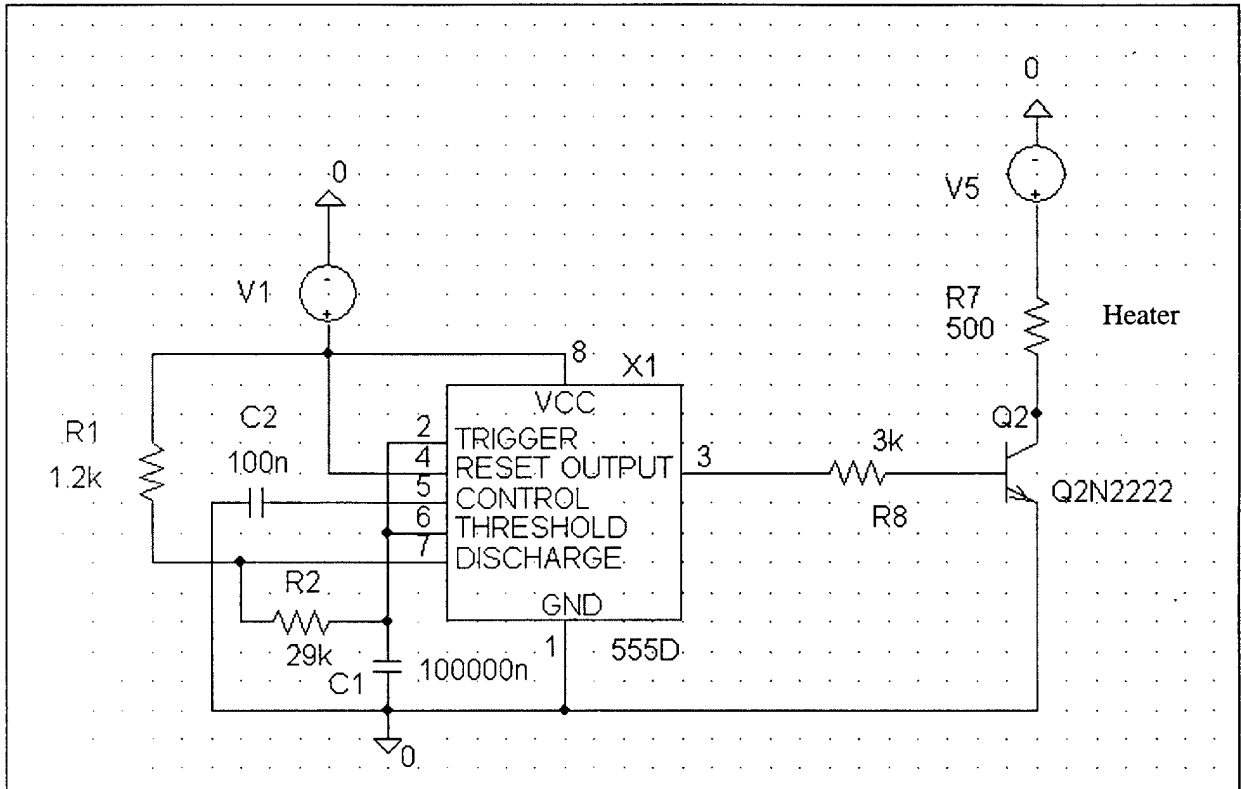 0
0
V5
V1
R7
500
Heater
8
X1
VCC
C2
Q2
R1
1.2k
100n
2
TRIGGER
3k
4
RESET OUTPUT
3
5
CONTROL
Q2N2222
6
THRESHOLD
R8
7
DISCHARGE
R2
GND
29k
1
555D
C1
100000n
0